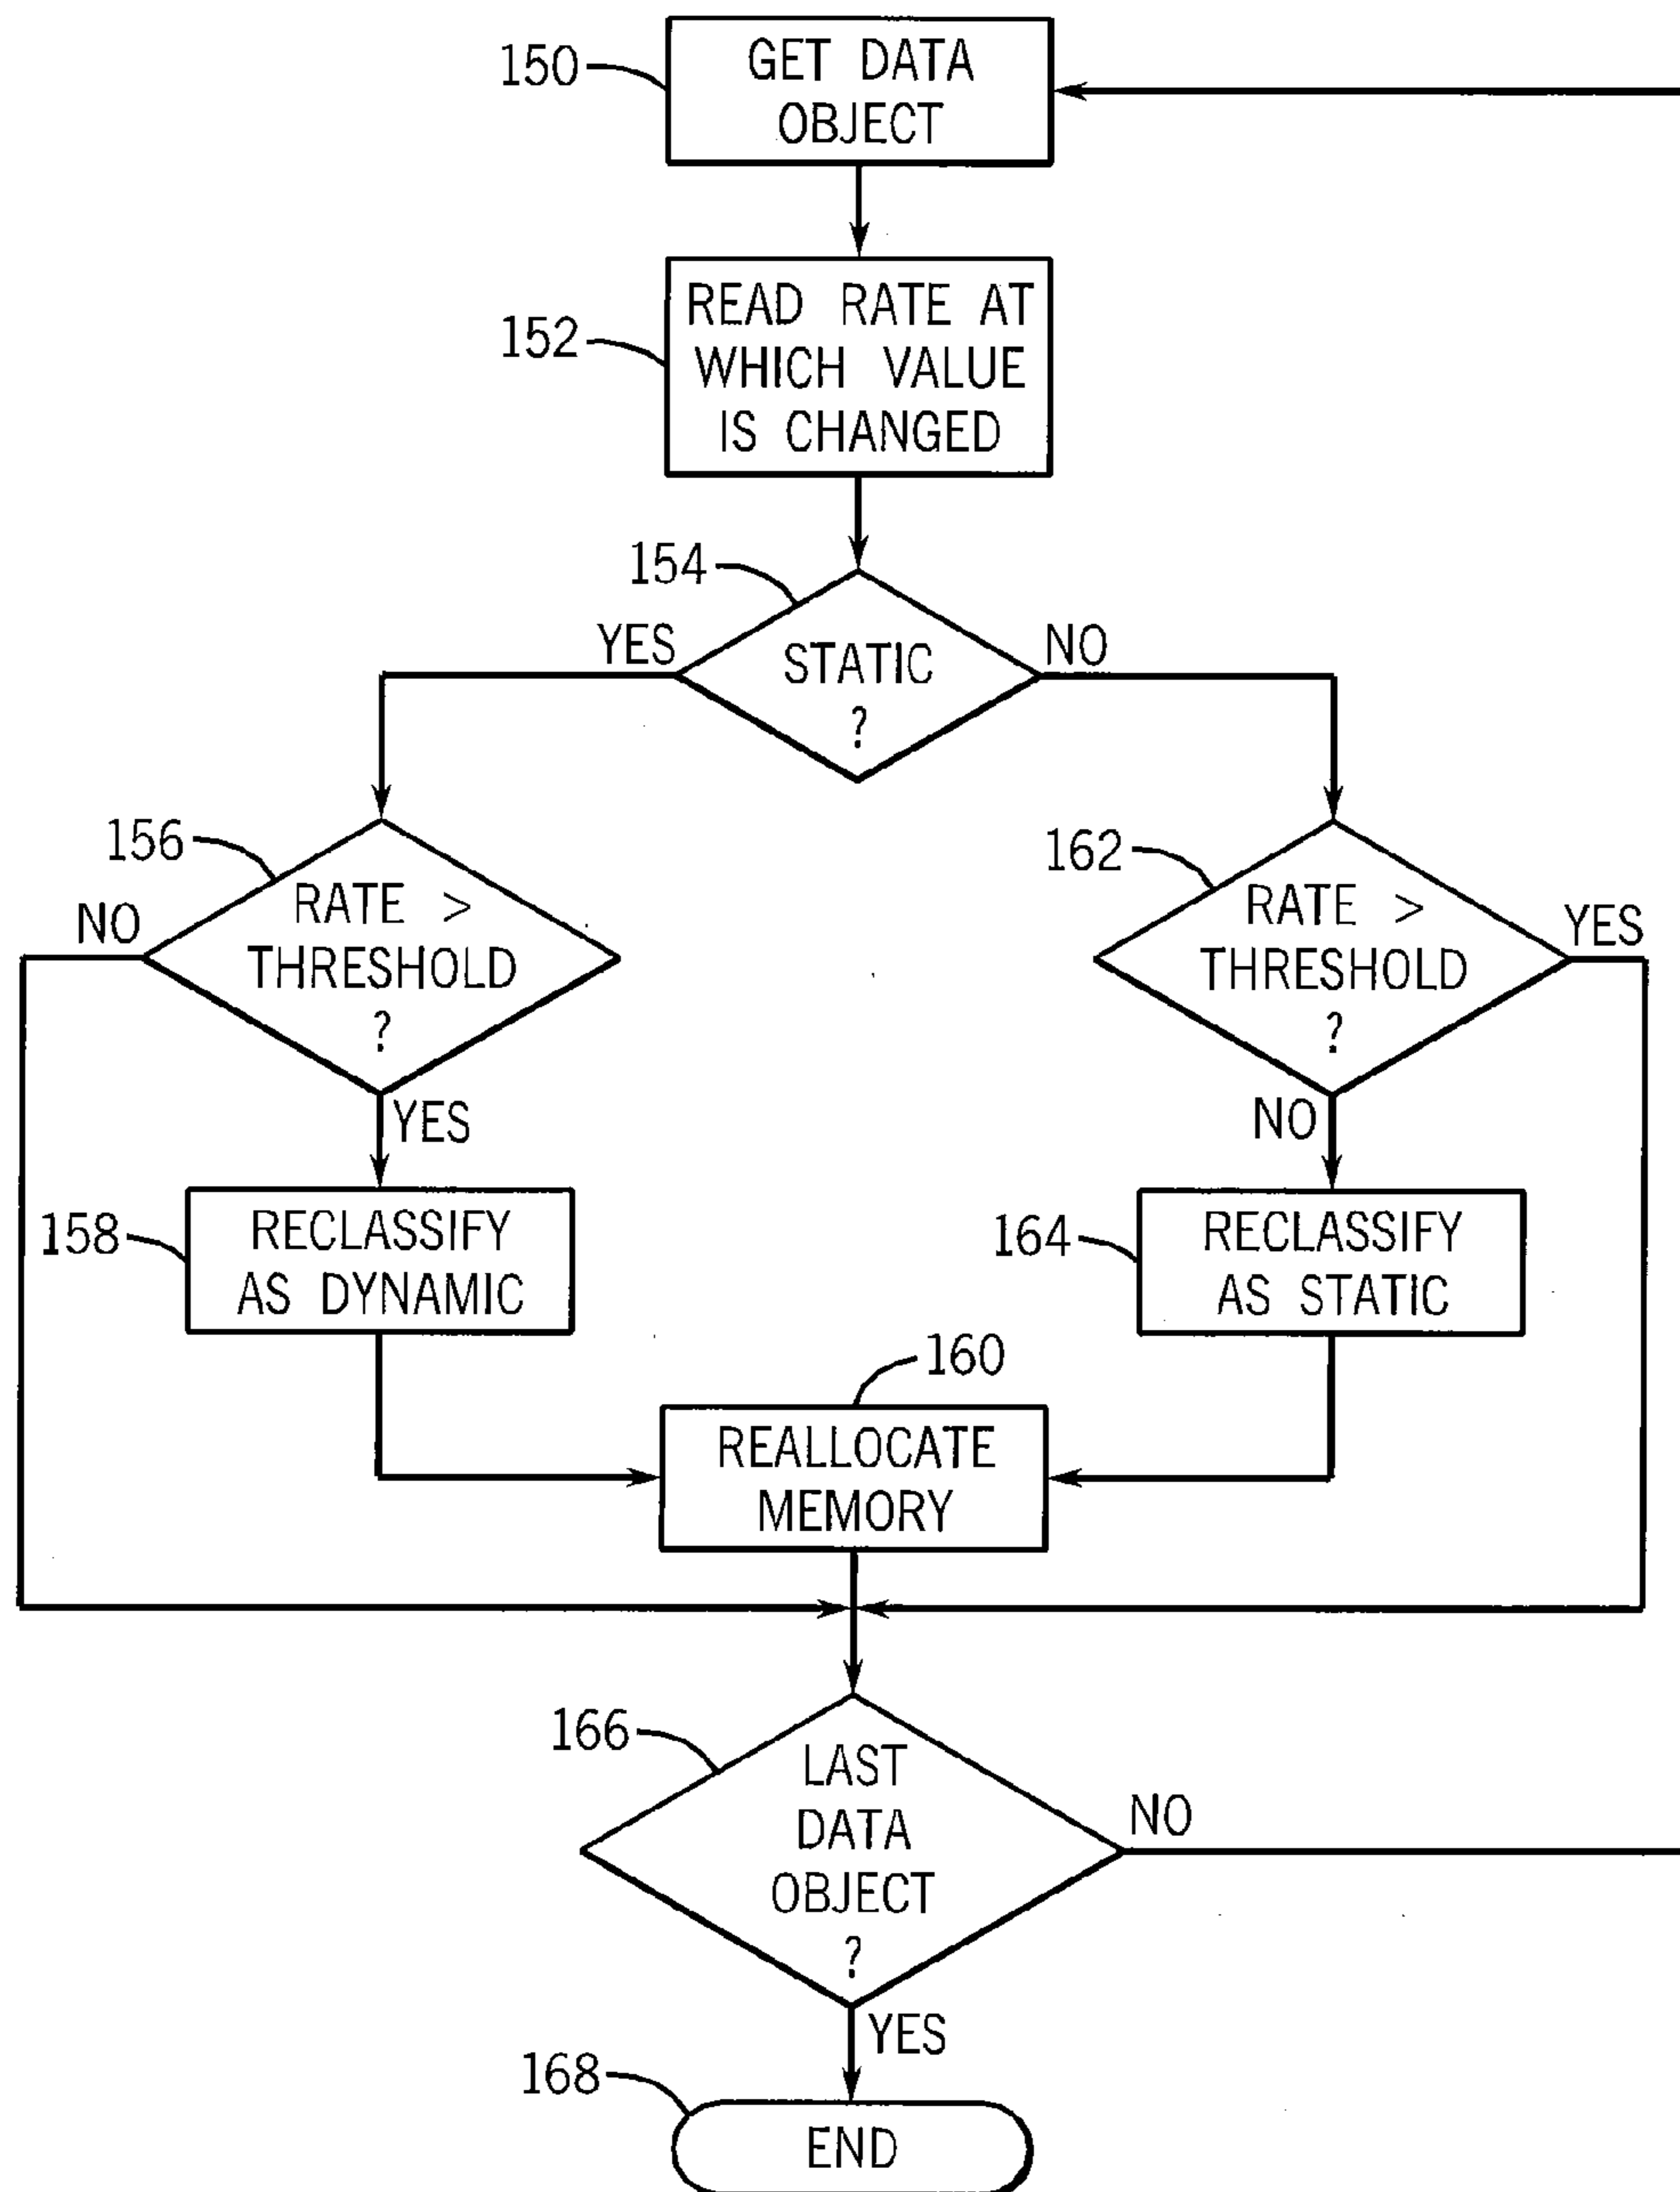 150
GET DATA
OBJECT
152
READ RATE AT
WHICH VALUE
IS CHANGED
154
YES
STATIC
?
NO
156
NO
RATE >
THRESHOLD
?
YES
162
RATE >
THRESHOLD
?
YES
NO
158
RECLASSIFY
AS DYNAMIC
164
RECLASSIFY
AS STATIC
160
REALLOCATE
MEMORY
166
LAST
DATA
OBJECT
?
NO
YES
168
END